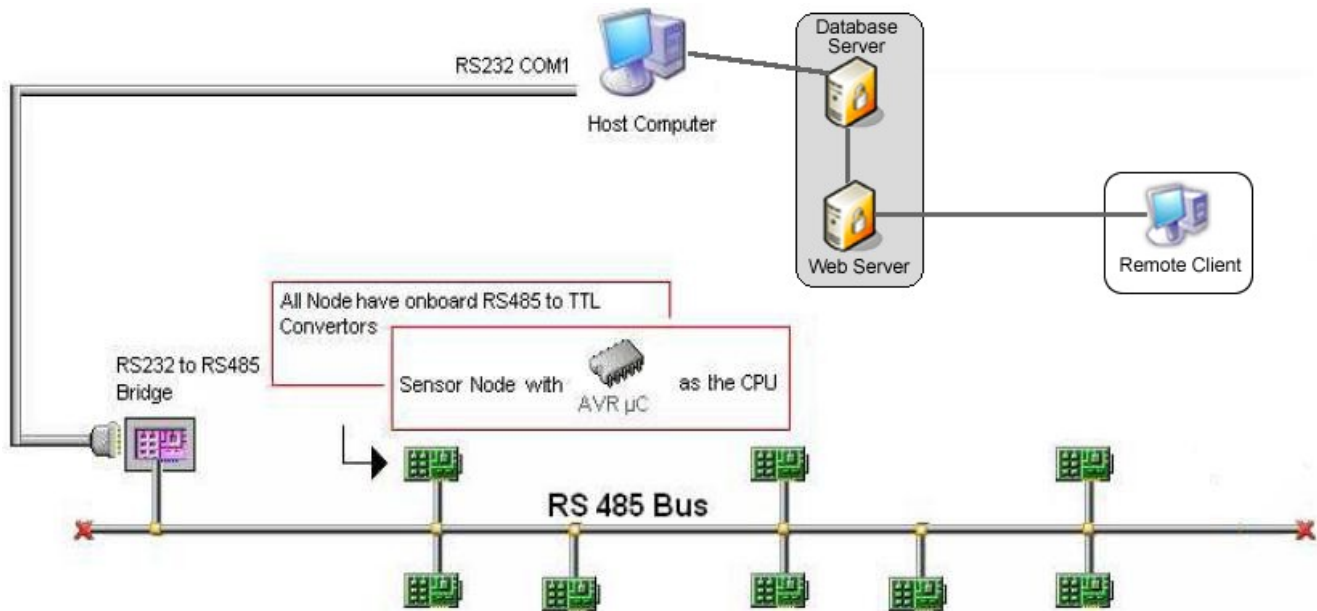 Database
Server
RS232 COM1
Host Computer
Web Server
Remote Client
All Node have onboard RS485 to TTL
Convertors
RS232 to RS485
Bridge
Sensor Node with
AVR µC
as the CPU
RS 485 Bus